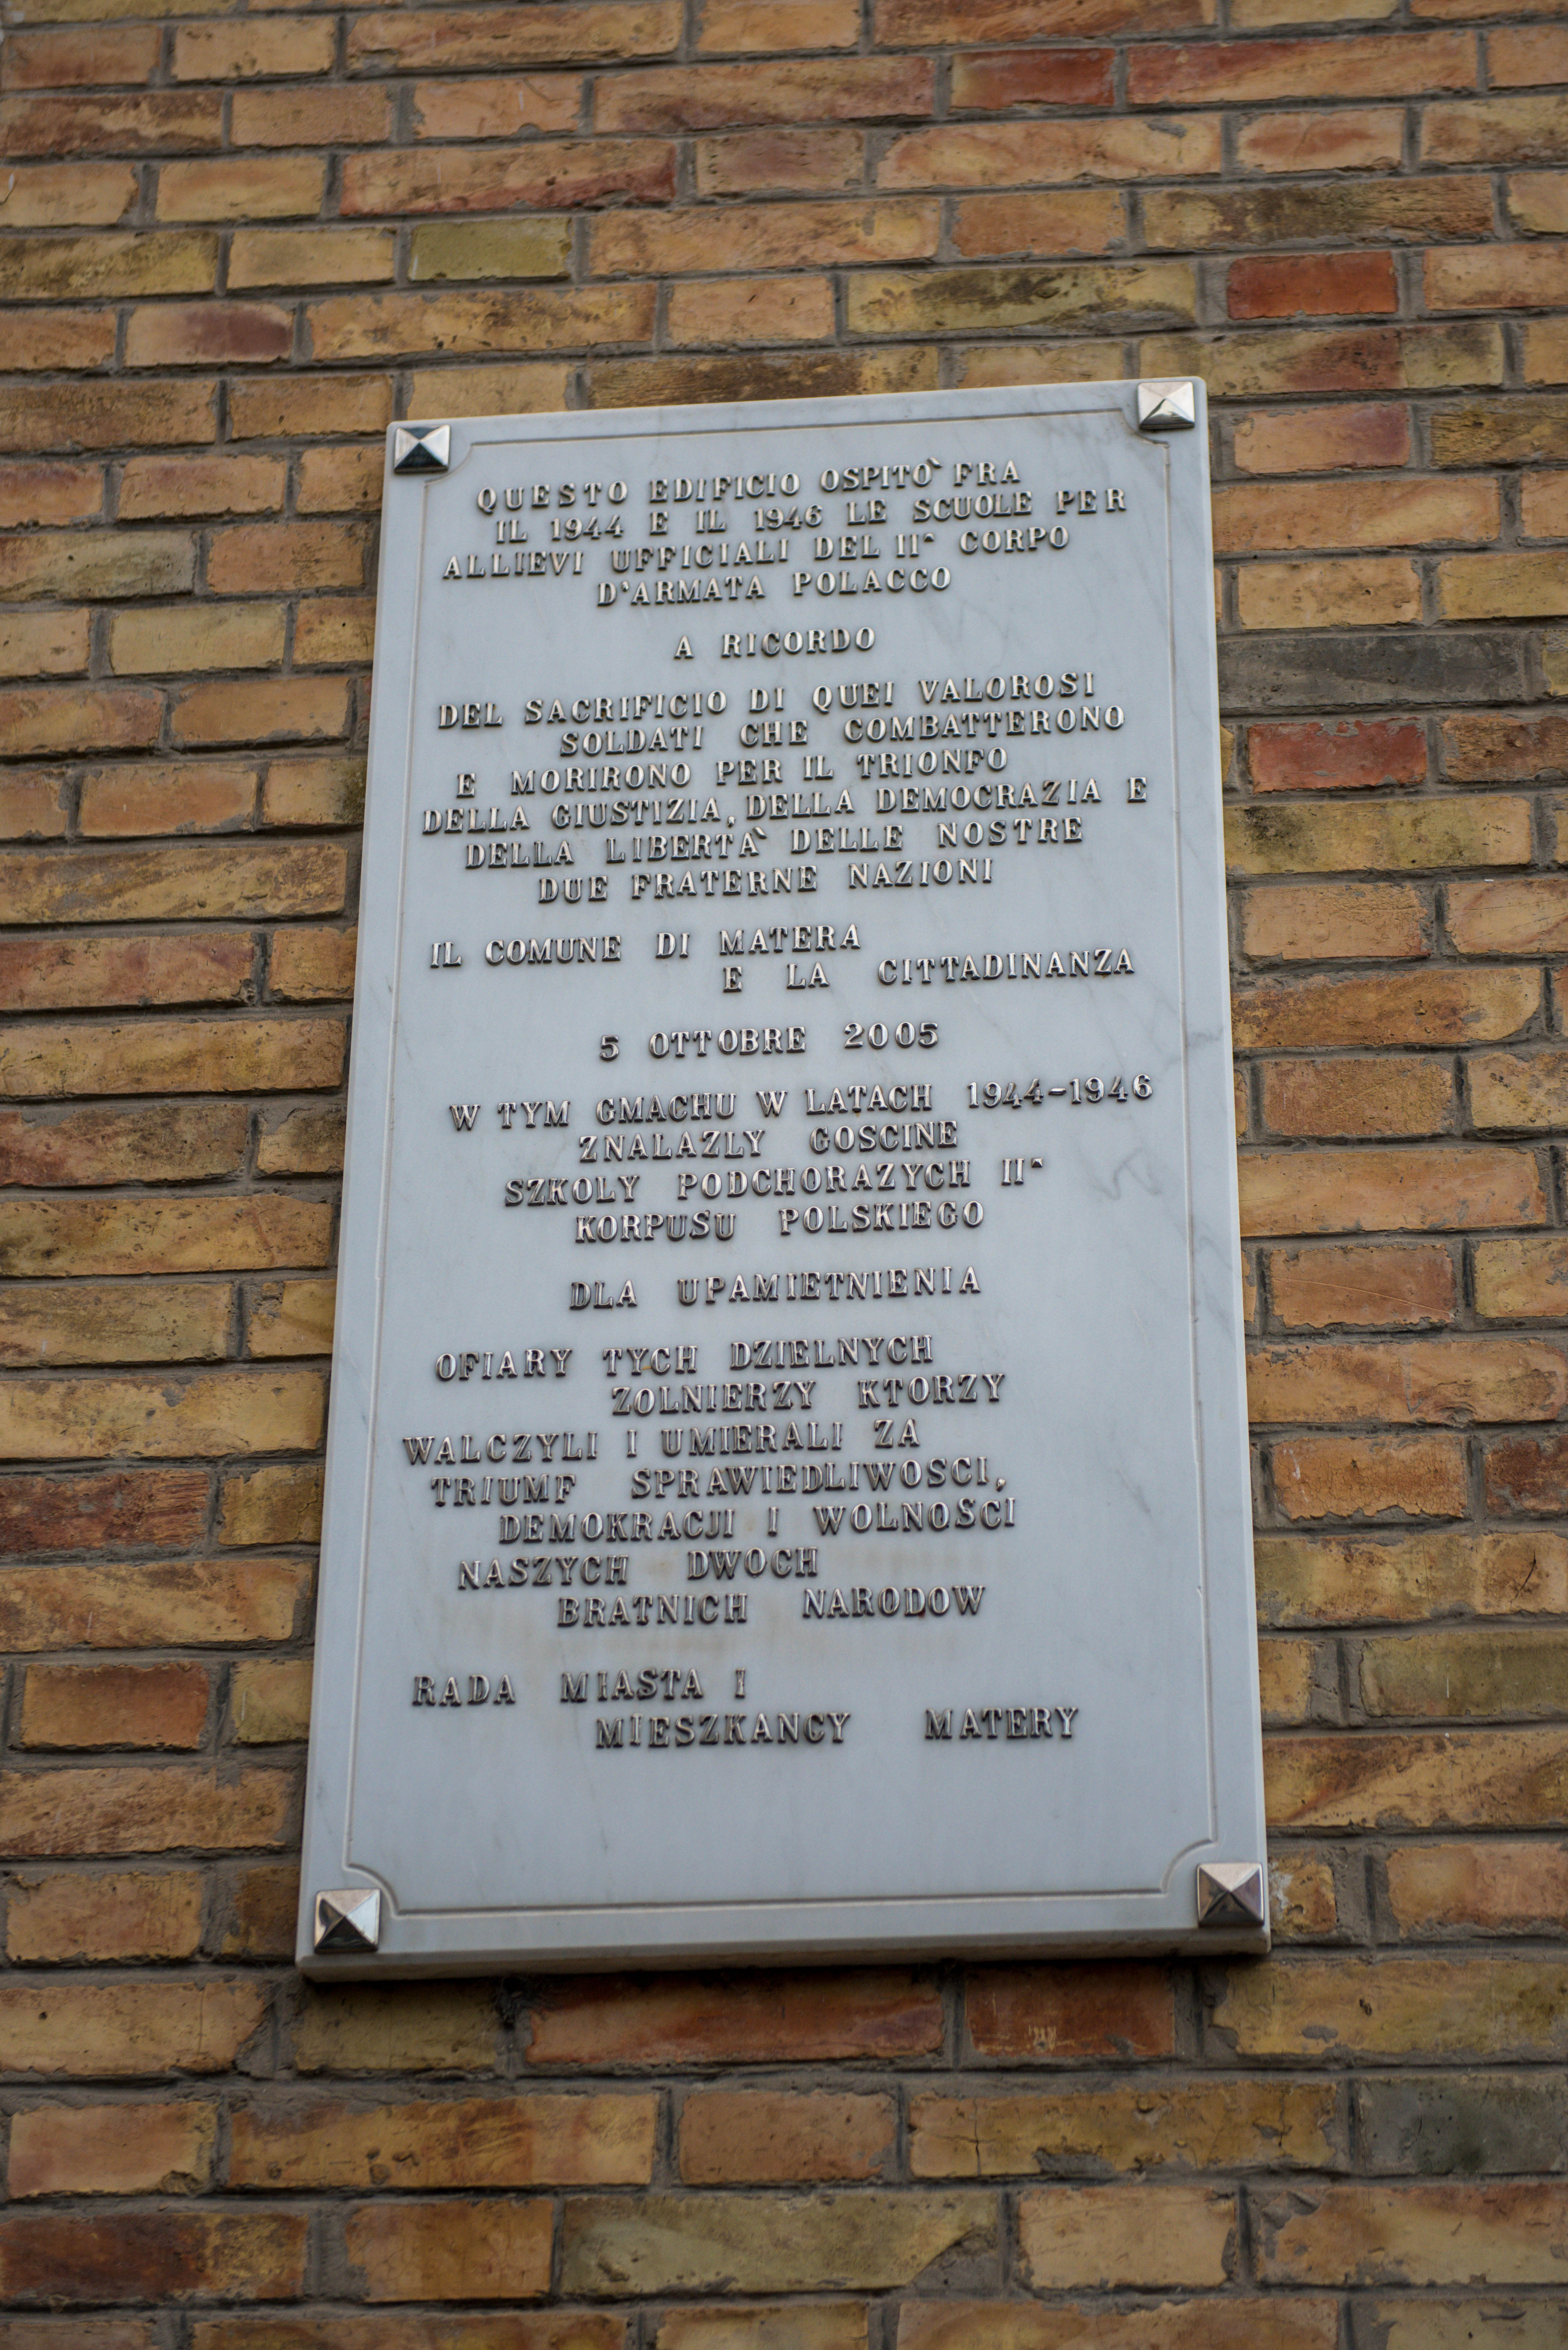 QUESTO EDIFICIO OSPITO` FRA
IL 1944 E IL 1946 LE SCUOLE PER
ALLIEVI UFFICIALI DEL II^ CORPO
D'ARMATA POLACCO
A RICORDO
DEL SACRIFICIO DI QUEI VALOROSI
SOLDATI CHE COMBATTERONO
E MORIRONO PER IL TRIONFO
DELLA GIUSTIZIA, DELLA DEMOCRAZIA E
DELLA LIBERTA` DELLE NOSTRE
DUE FRATERNE NAZIONI
IL COMUNE DI MATERA
E LA CITTADINANZA
5 OTTOBRE 2005
W TYM GMACHU W LATACH 1944-1946
ZNALAZLY GOSCINE
SZKOLY PODCHORAZYCH II^
KORPUSU POLSKIEGO
DLA UPAMIETNIENIA
OFIARY TYCH DZIELNYCH
ZOLNIERZY KTORZY
WALCZYLI I UMIERALI ZA
TRIUMF SPRAWIEDLIWOSCI,
DEMOKRACJI I WOLNOSCI
NASZYCH DWOCH
BRATNICH NARODOW
RADA MIASTA I
MIESZKANCY MATERY